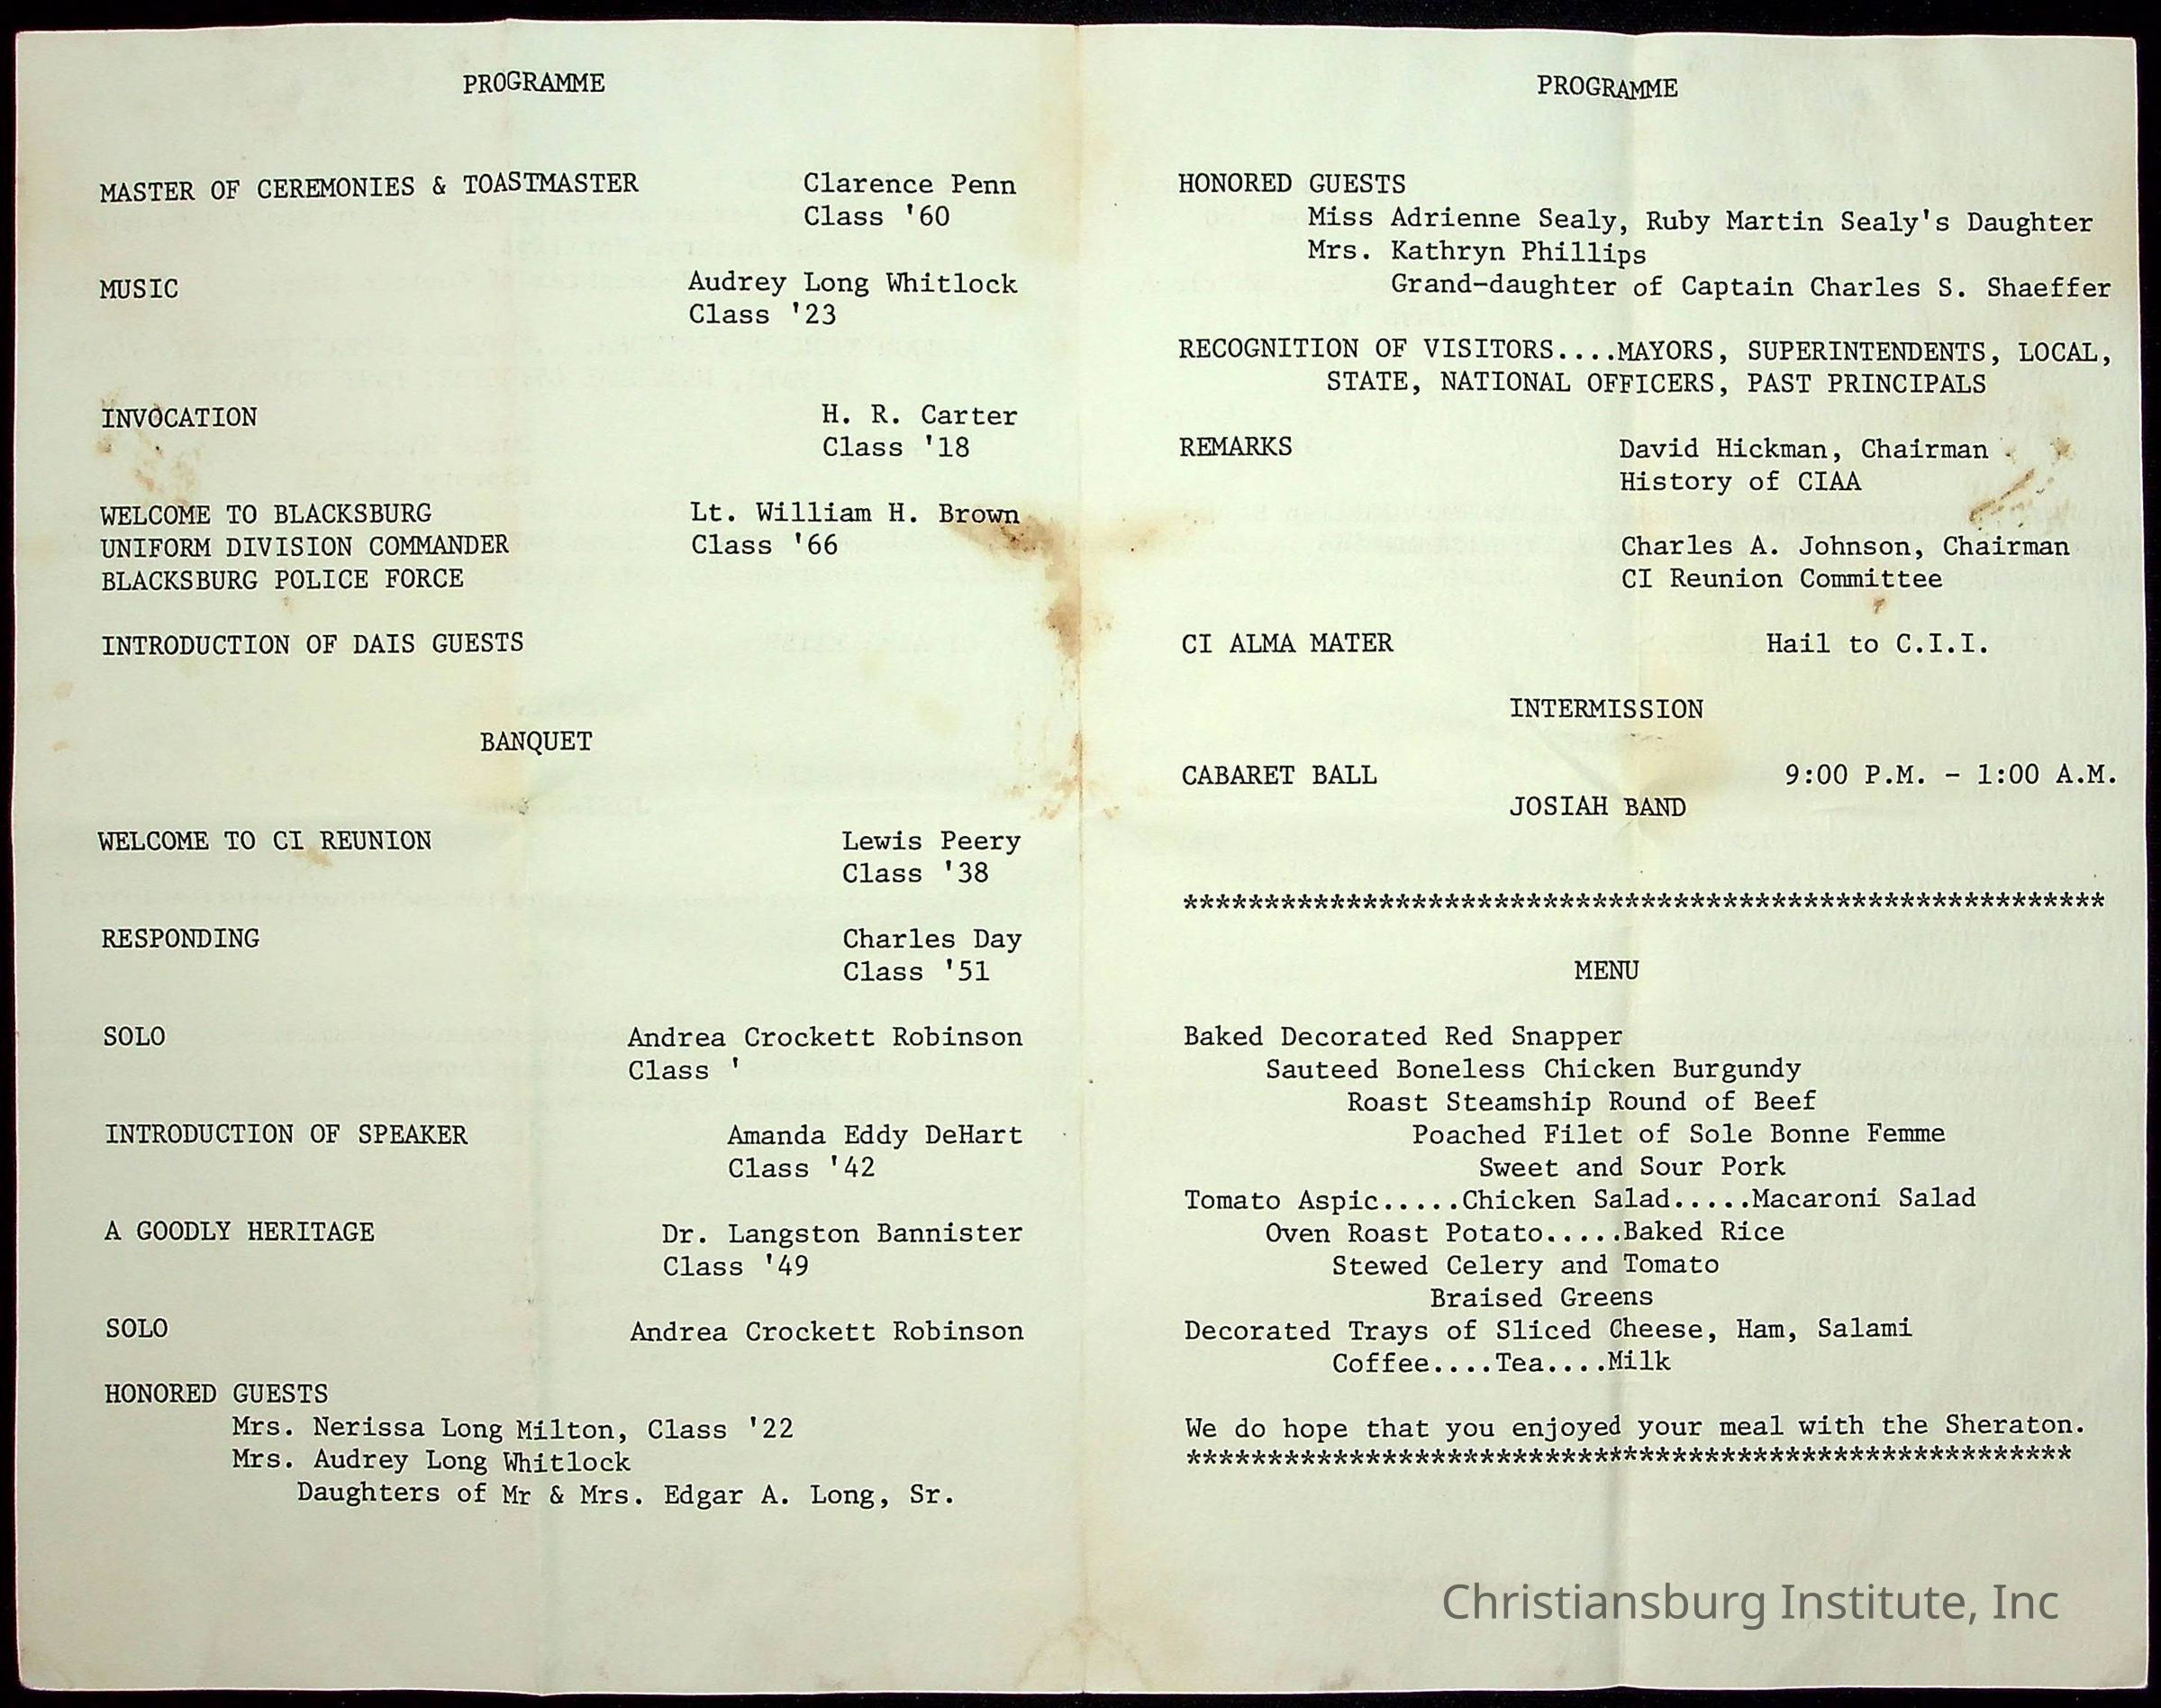 PROGRAMME
MASTER OF CEREMONIES & TOASTMASTER Clarence Penn
Class '60
MUSIC Audrey Long Whitlock
Class '23
INVOCATION H. R. Carter
Class '18
WELCOME TO BLACKSBURG Lt. William H. Brown
UNIFORM DIVISION COMMANDER Class '66
BLACKSBURG POLICE FORCE
INTRODUCTION OF DAIS GUESTS
BANQUET
WELCOME TO CI REUNION Lewis Peery
Class '38
RESPONDING Charles Day
Class '51
SOLO Andrea Crockett Robinson
Class '
INTRODUCTION OF SPEAKER Amanda Eddy DeHart
Class '42
A GOODLY HERITAGE Dr. Langston Bannister
Class '49
SOLO Andrea Crockett Robinson
HONORED GUESTS
Mrs. Nerissa Long Milton, Class '22
Mrs. Audrey Long Whitlock
Daughters of Mr & Mrs. Edgar A. Long, Sr.
PROGRAMME
HONORED GUESTS
Miss Adrienne Sealy, Ruby Martin Sealy's Daughter
Mrs. Kathryn Phillips
Grand-daughter of Captain Charles S. Shaeffer
RECOGNITION OF VISITORS....MAYORS, SUPERINTENDENTS, LOCAL,
STATE, NATIONAL OFFICERS, PAST PRINCIPALS
REMARKS David Hickman, Chairman
History of CIAA
Charles A. Johnson, Chairman
CI Reunion Committee
CI ALMA MATER Hail to C.I.I.
INTERMISSION
CABARET BALL 9:00 P.M. - 1:00 A.M.
JOSIAH BAND
*********************************************************
MENU
Baked Decorated Red Snapper
Sauteed Boneless Chicken Burgundy
Roast Steamship Round of Beef
Poached Filet of Sole Bonne Femme
Sweet and Sour Pork
Tomato Aspic.....Chicken Salad.....Macaroni Salad
Oven Roast Potato.....Baked Rice
Stewed Celery and Tomato
Braised Greens
Decorated Trays of Sliced Cheese, Ham, Salami
Coffee....Tea....Milk
We do hope that you enjoyed your meal with the Sheraton.
*******************************************************
Christiansburg Institute, Inc